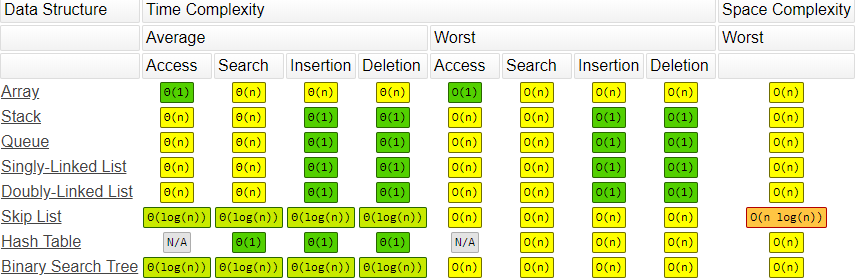 Data Structure Time Complexity Space Complexity
Average Worst Worst
Access Search Insertion Deletion Access Search Insertion Deletion
Array Θ(1) Θ(n) Θ(n) Θ(n) O(1) O(n) O(n) O(n) O(n)
Stack Θ(n) Θ(n) Θ(1) Θ(1) O(n) O(n) O(1) O(1) O(n)
Queue Θ(n) Θ(n) Θ(1) Θ(1) O(n) O(n) O(1) O(1) O(n)
Singly-Linked List Θ(n) Θ(n) Θ(1) Θ(1) O(n) O(n) O(1) O(1) O(n)
Doubly-Linked List Θ(n) Θ(n) Θ(1) Θ(1) O(n) O(n) O(1) O(1) O(n)
Skip List Θ(log(n)) Θ(log(n)) Θ(log(n)) Θ(log(n)) O(n) O(n) O(n) O(n) O(n log(n))
Hash Table N/A Θ(1) Θ(1) Θ(1) N/A O(n) O(n) O(n) O(n)
Binary Search Tree Θ(log(n)) Θ(log(n)) Θ(log(n)) Θ(log(n)) O(n) O(n) O(n) O(n) O(n)